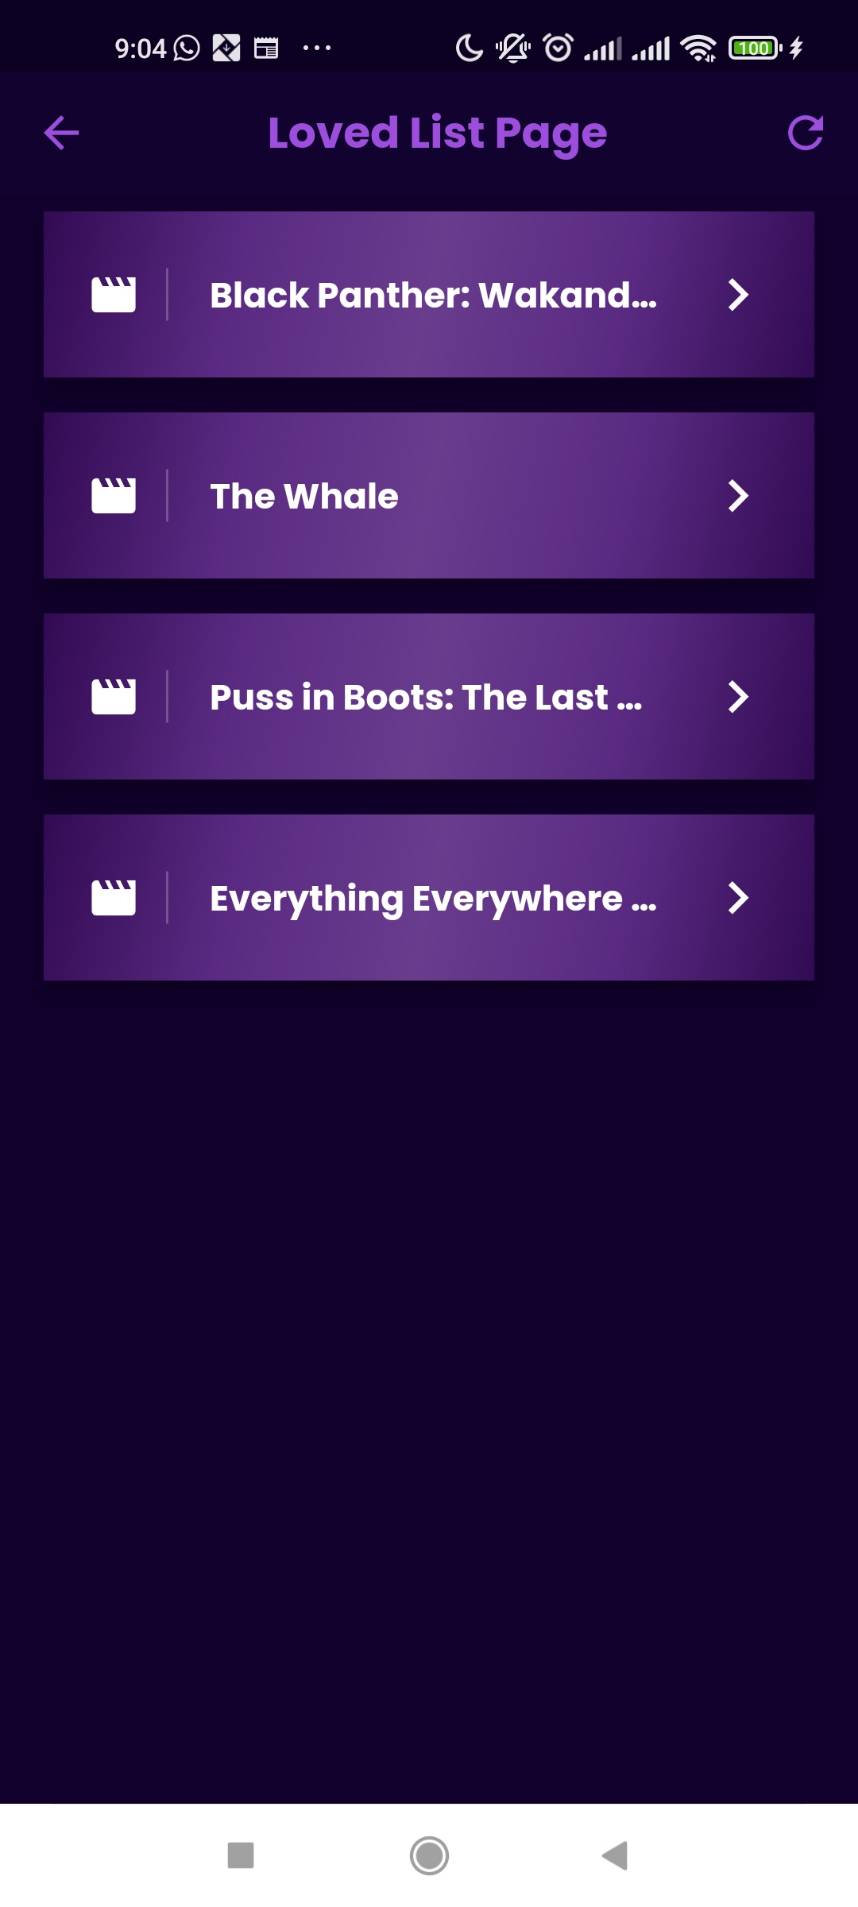 9:04 ... 100
Loved List Page
Black Panther: Wakand...
The Whale
Puss in Boots: The Last ...
Everything Everywhere ...